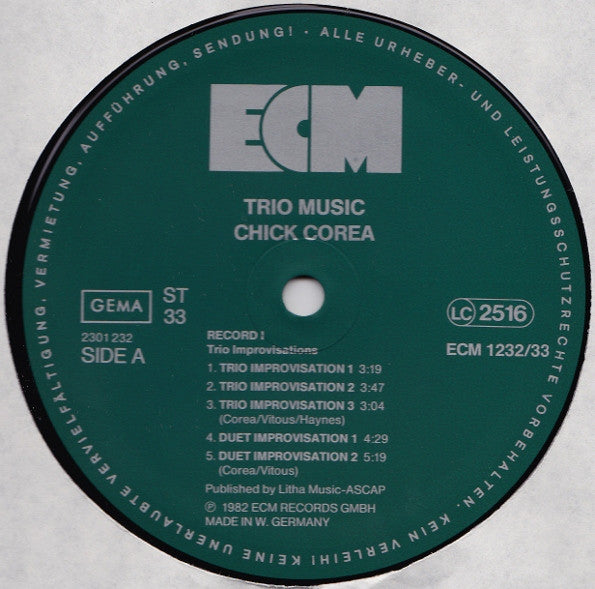 ECM
TRIO MUSIC
CHICK COREA
GEMA
ST
33
2301 232
SIDE A
LC 2516
ECM 1232/33
RECORD I
Trio Improvisations
1. TRIO IMPROVISATION 1 3:19
2. TRIO IMPROVISATION 2 3:47
3. TRIO IMPROVISATION 3 3:04
(Corea/Vitous/Haynes)
4. DUET IMPROVISATION 1 4:29
5. DUET IMPROVISATION 2 5:19
(Corea/Vitous)
Published by Litha Music-ASCAP
℗ 1982 ECM RECORDS GMBH
MADE IN W. GERMANY
KEINE UNERLAUBTE VERVIELFÄLTIGUNG, VERMIETUNG, AUFFÜHRUNG, SENDUNG! · ALLE URHEBER- UND LEISTUNGSSCHUTZRECHTE VORBEHALTEN. KEIN VERLEIH!